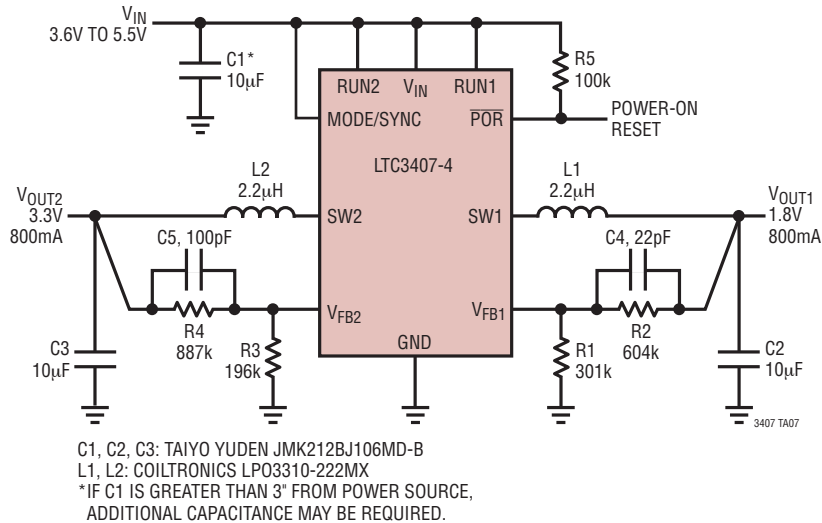 VIN
3.6V TO 5.5V
C1*
10µF
R5
100k
RUN2 VIN RUN1
MODE/SYNC
POR
POWER-ON
RESET
LTC3407-4
L2
2.2µH
L1
2.2µH
VOUT2
3.3V
800mA
SW2
SW1
VOUT1
1.8V
800mA
C5, 100pF
C4, 22pF
VFB2
VFB1
R4
887k
R2
604k
GND
C3
10µF
R3
196k
R1
301k
C2
10µF
3407 TA07
C1, C2, C3: TAIYO YUDEN JMK212BJ106MD-B
L1, L2: COILTRONICS LPO3310-222MX
*IF C1 IS GREATER THAN 3" FROM POWER SOURCE,
ADDITIONAL CAPACITANCE MAY BE REQUIRED.